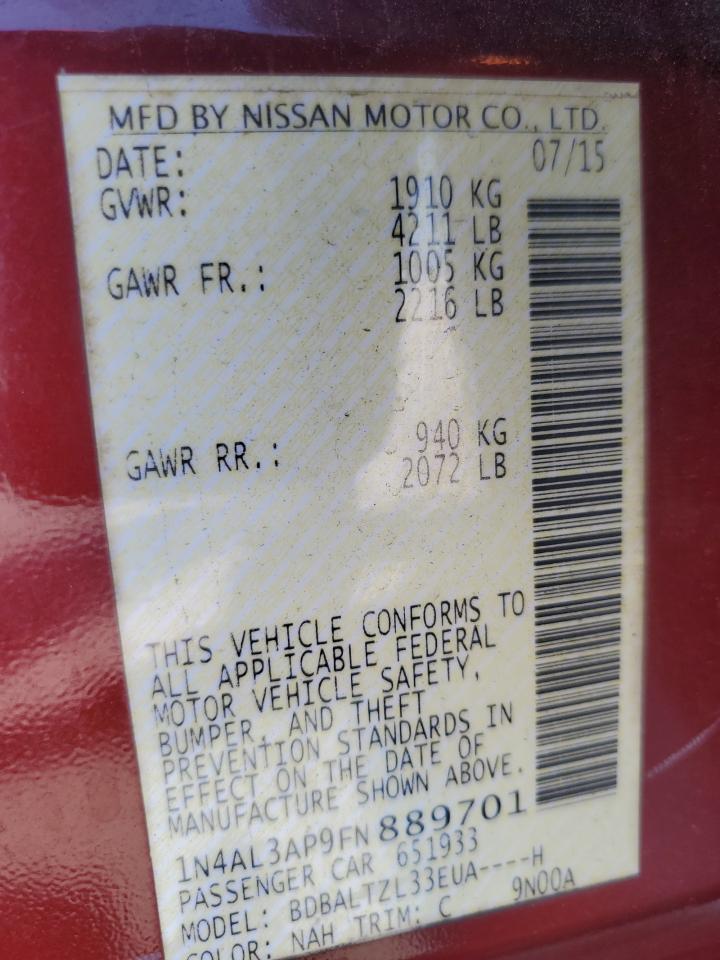 MFD BY NISSAN MOTOR CO., LTD.
DATE: 07/15
GVWR: 1910 KG
4211 LB
GAWR FR.: 1005 KG
2216 LB
GAWR RR.: 940 KG
2072 LB
THIS VEHICLE CONFORMS TO
ALL APPLICABLE FEDERAL
MOTOR VEHICLE SAFETY,
BUMPER, AND THEFT
PREVENTION STANDARDS IN
EFFECT ON THE DATE OF
MANUFACTURE SHOWN ABOVE.
1N4AL3AP9FN889701
PASSENGER CAR 651933
MODEL: BDBALTZL33EUA----H
COLOR: NAH TRIM: C 9N00A